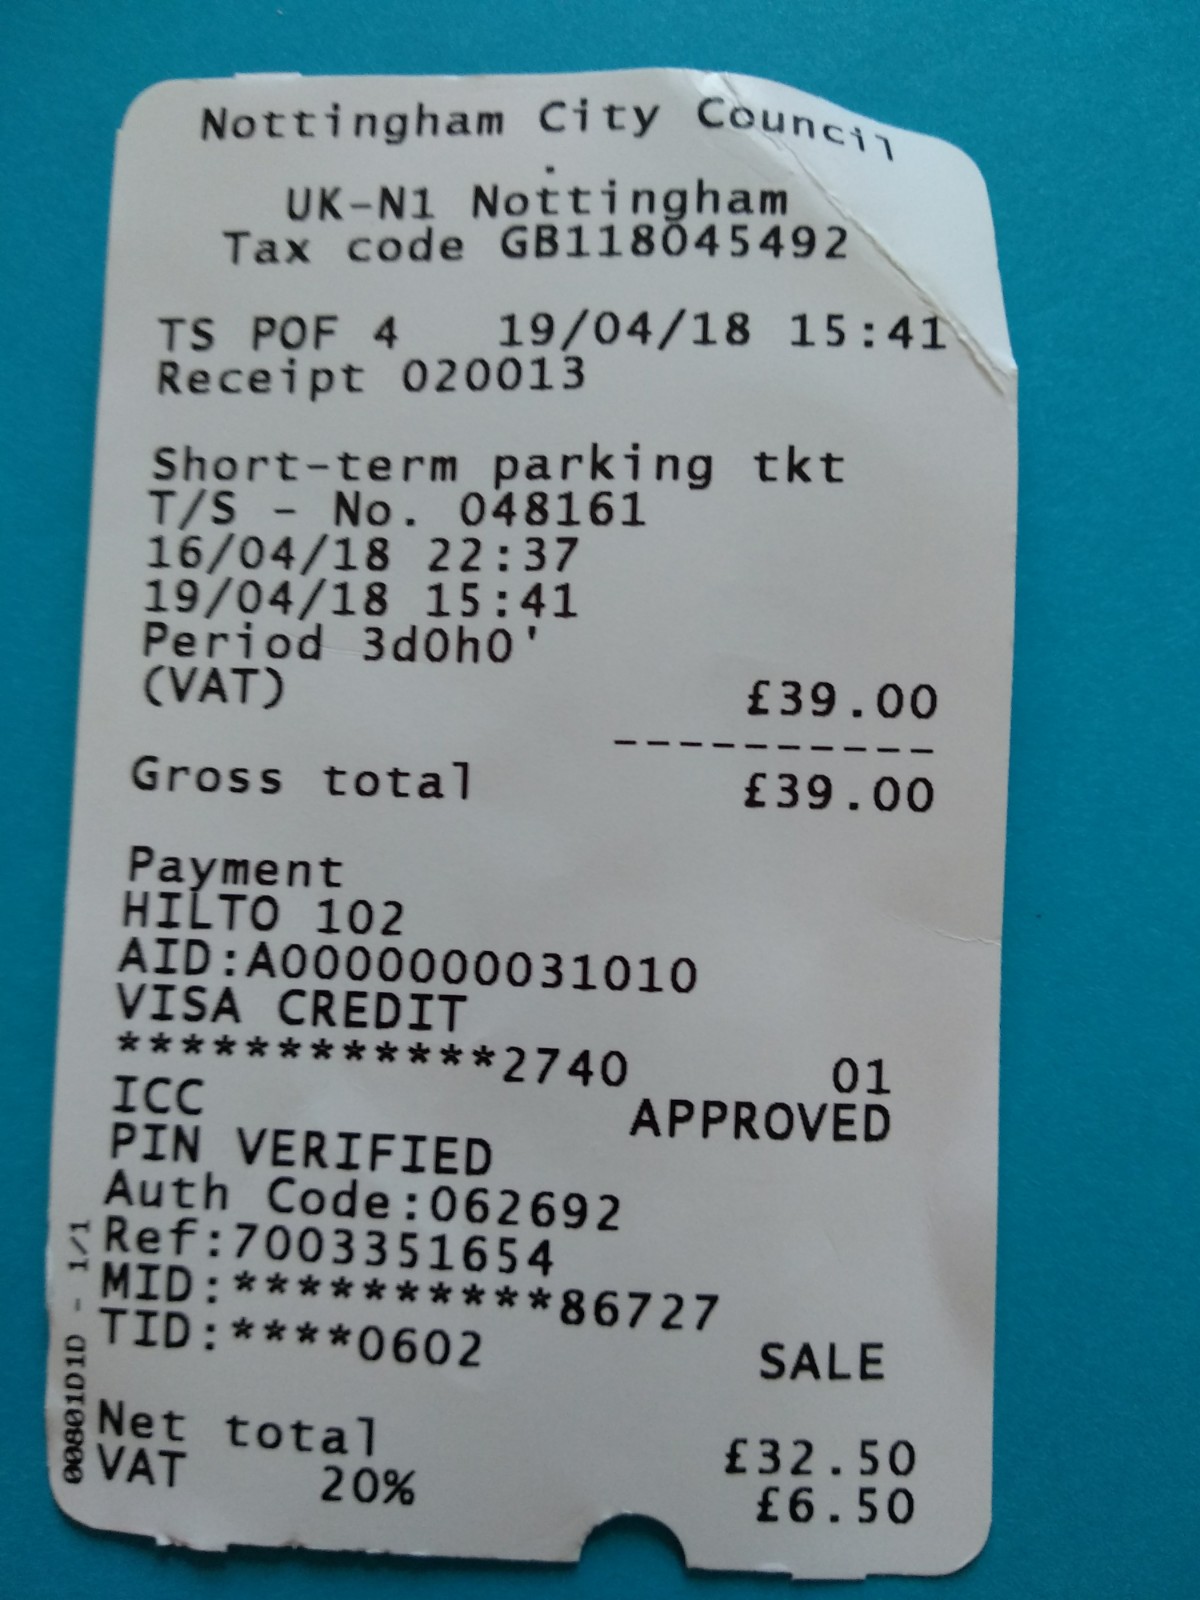 Nottingham City Council
.
UK-N1 Nottingham
Tax code GB118045492
TS POF 4 19/04/18 15:41
Receipt 020013
Short-term parking tkt
T/S - No. 048161
16/04/18 22:37
19/04/18 15:41
Period 3d0h0'
(VAT) £39.00
----------
Gross total £39.00
Payment
HILTO 102
AID:A0000000031010
VISA CREDIT
************2740 01
ICC APPROVED
PIN VERIFIED
Auth Code:062692
Ref:7003351654
MID:**********86727
TID:****0602 SALE
Net total £32.50
VAT 20% £6.50
00801D1D - 1/1